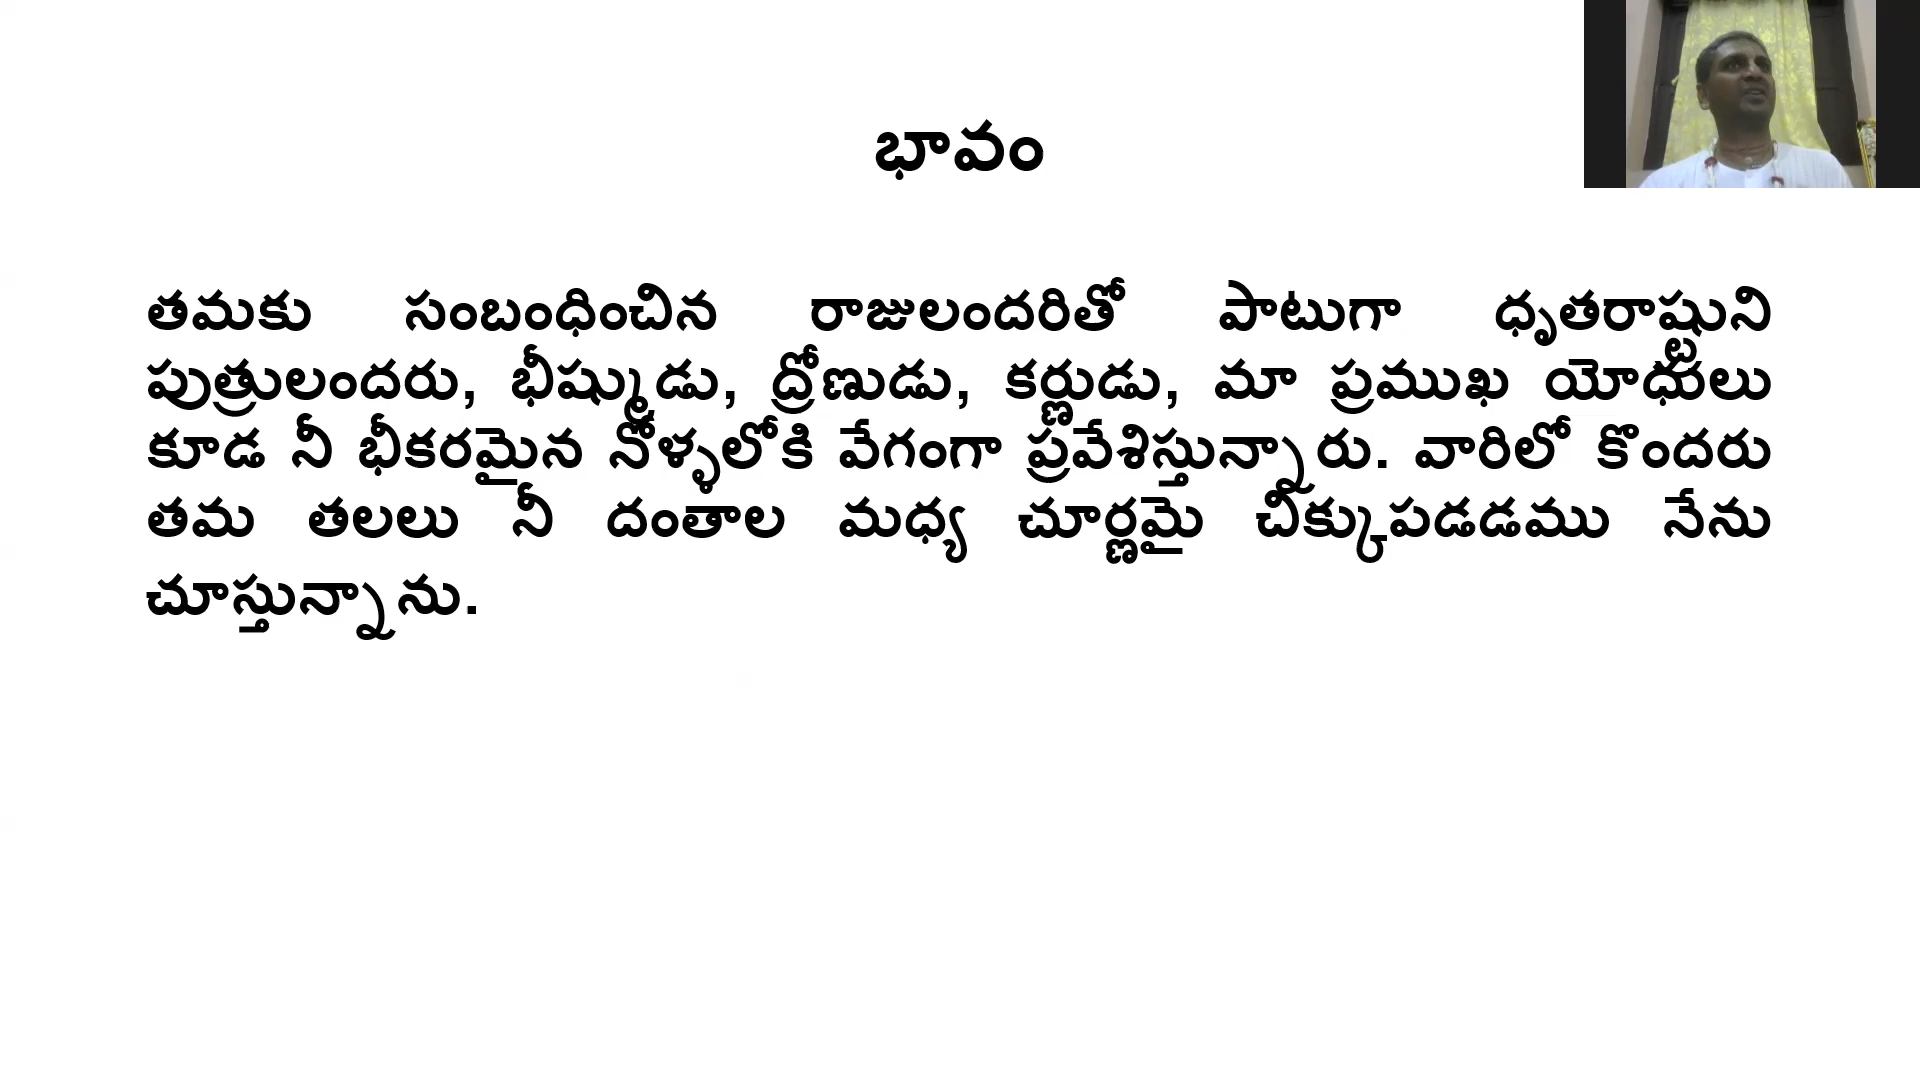 భావం
తమకు సంబంధించిన రాజులందరితో పాటుగా ధృతరాష్ట్రుని
పుత్రులందరు, భీష్ముడు, ద్రోణుడు, కర్ణుడు, మా ప్రముఖ యోధులు
కూడ నీ భీకరమైన నోళ్ళలోకి వేగంగా ప్రవేశిస్తున్నారు. వారిలో కొందరు
తమ తలలు నీ దంతాల మధ్య చూర్ణమై చిక్కుపడడము నేను
చూస్తున్నాను.